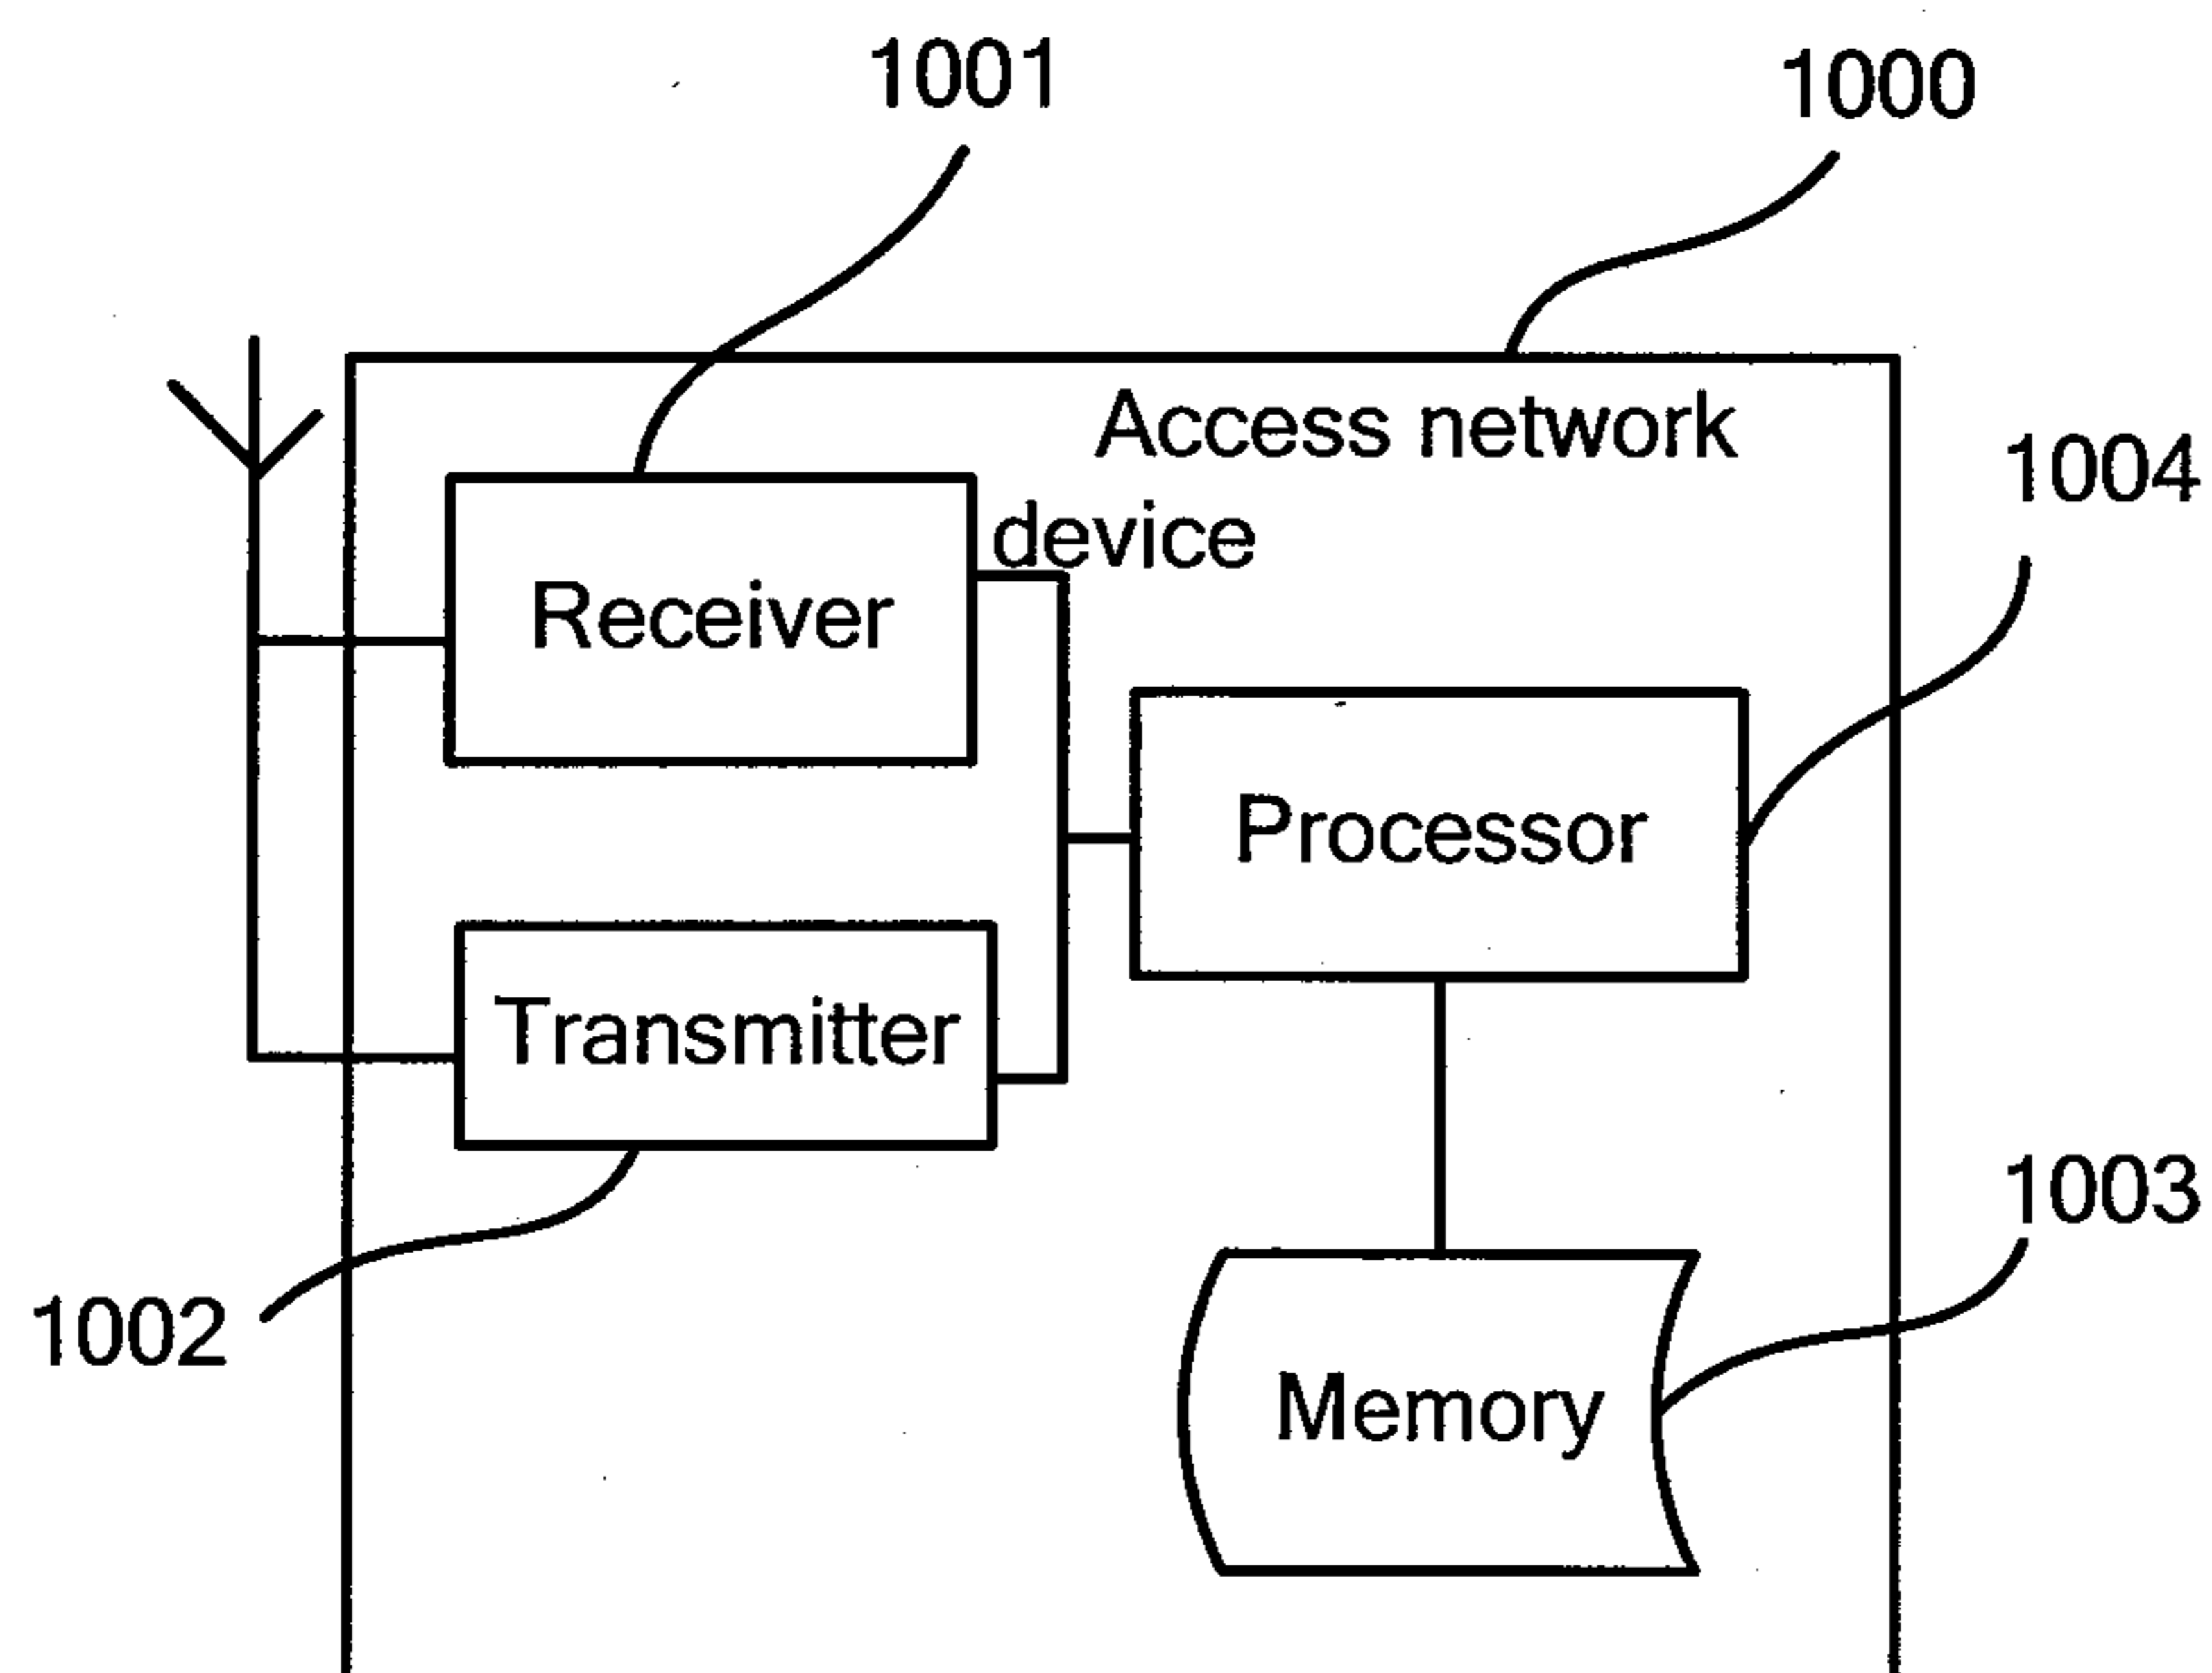 1001
1000
Access network
1004
device
Receiver
Processor
Transmitter
1003
1002
Memory